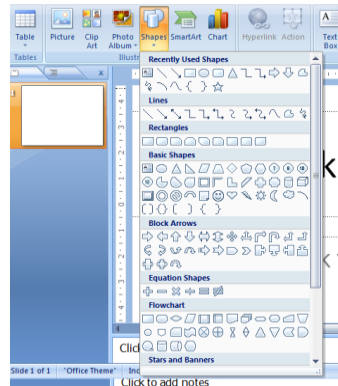 Table
Picture
Clip Art
Photo Album
Shapes
SmartArt
Chart
Hyperlink
Action
Text Box
Tables
Illustr
Recently Used Shapes
Lines
Rectangles
Basic Shapes
Block Arrows
Equation Shapes
Flowchart
Stars and Banners
k
Clic
Slide 1 of 1
"Office Theme"
Click to add notes